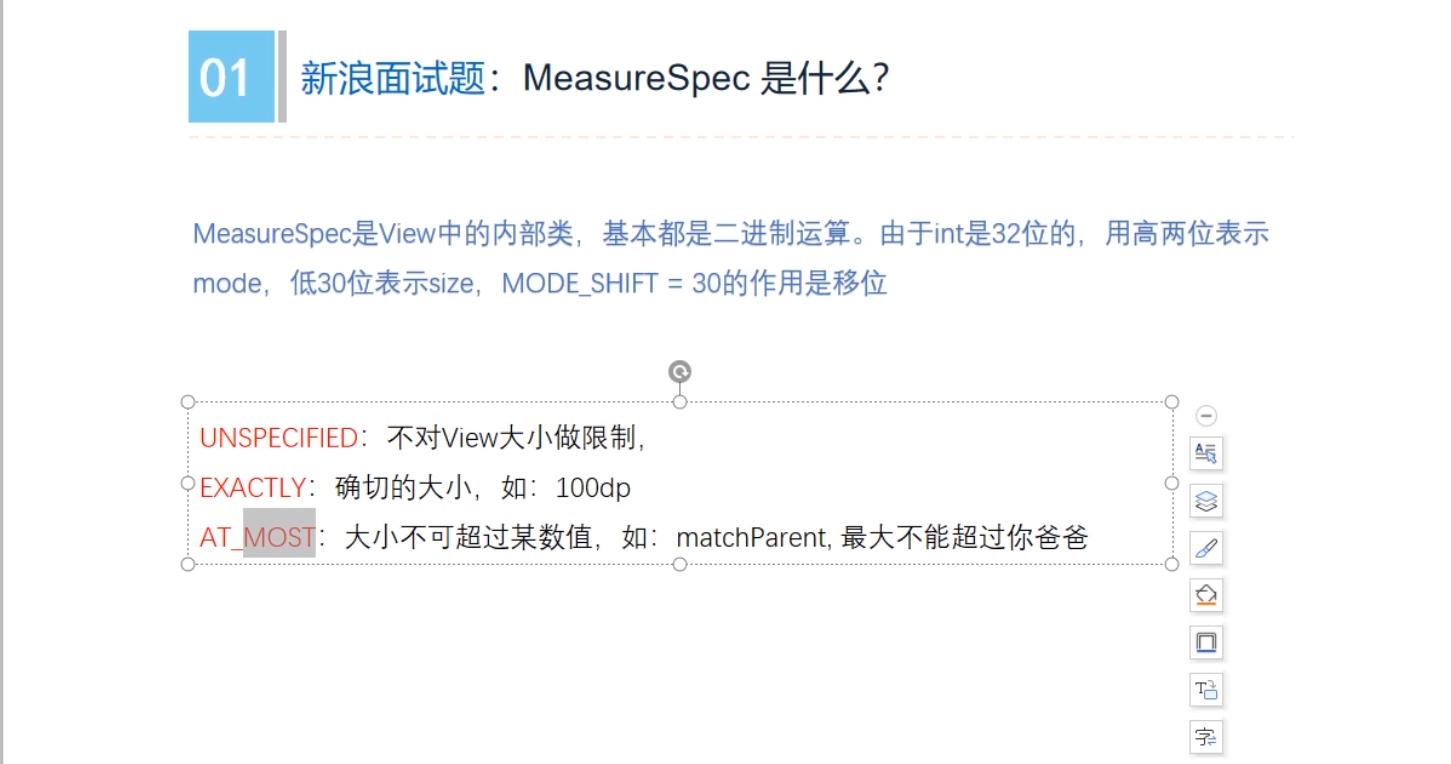 01
新浪面试题：MeasureSpec 是什么？
MeasureSpec是View中的内部类，基本都是二进制运算。由于int是32位的，用高两位表示
mode，低30位表示size，MODE_SHIFT = 30的作用是移位
UNSPECIFIED：不对View大小做限制,
EXACTLY：确切的大小，如：100dp
AT_MOST：大小不可超过某数值，如：matchParent, 最大不能超过你爸爸
A
T
字